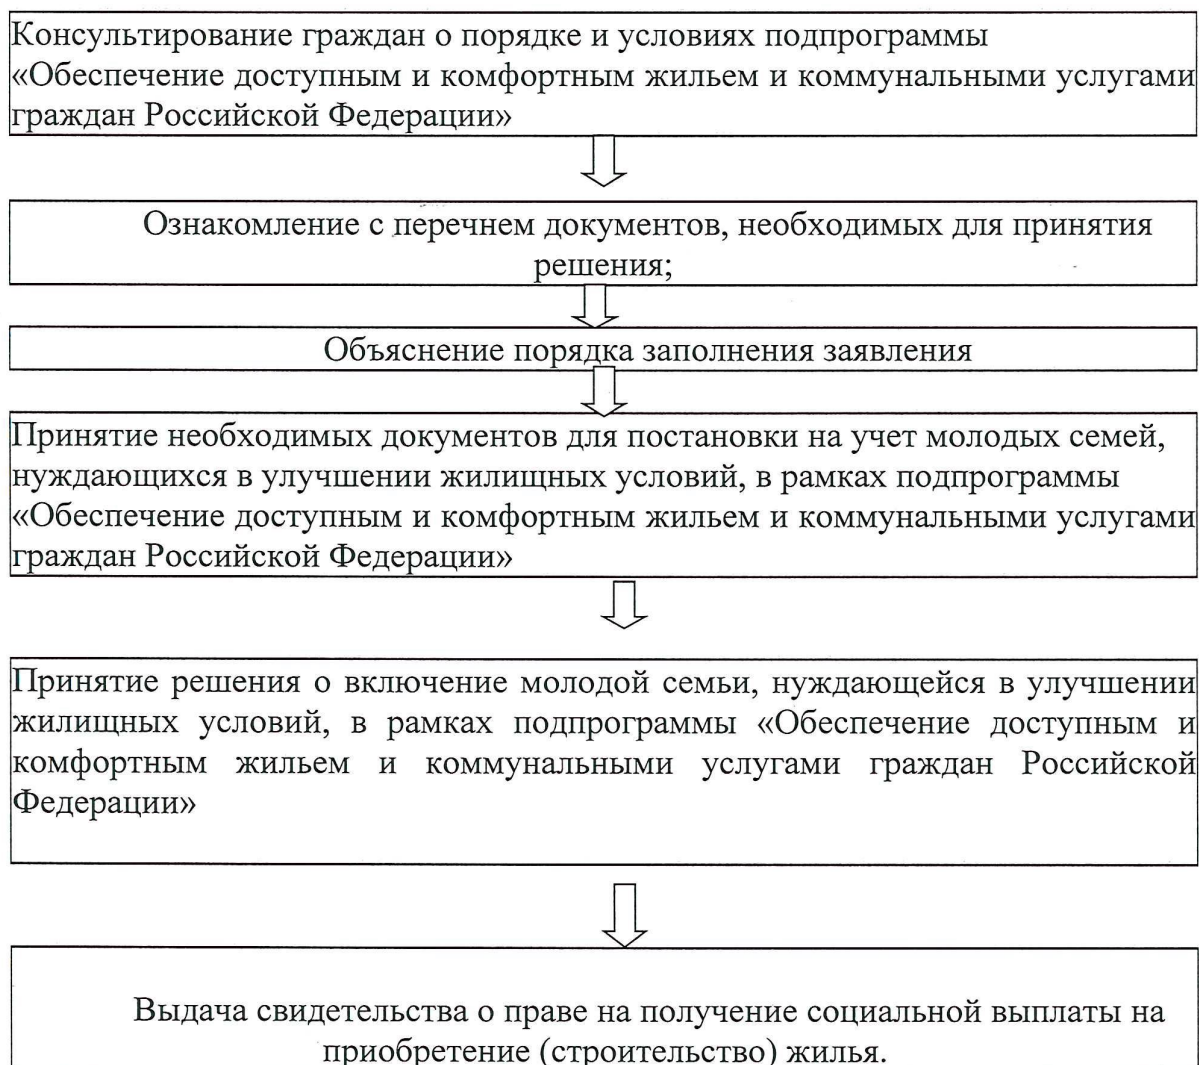 Консультирование граждан о порядке и условиях подпрограммы
«Обеспечение доступным и комфортным жильем и коммунальными услугами
граждан Российской Федерации»
Ознакомление с перечнем документов, необходимых для принятия
решения;
Объяснение порядка заполнения заявления
Принятие необходимых документов для постановки на учет молодых семей,
нуждающихся в улучшении жилищных условий, в рамках подпрограммы
«Обеспечение доступным и комфортным жильем и коммунальными услугами
граждан Российской Федерации»
Принятие решения о включение молодой семьи, нуждающейся в улучшении
жилищных условий, в рамках подпрограммы «Обеспечение доступным и
комфортным жильем и коммунальными услугами граждан Российской
Федерации»
Выдача свидетельства о праве на получение социальной выплаты на
приобретение (строительство) жилья.